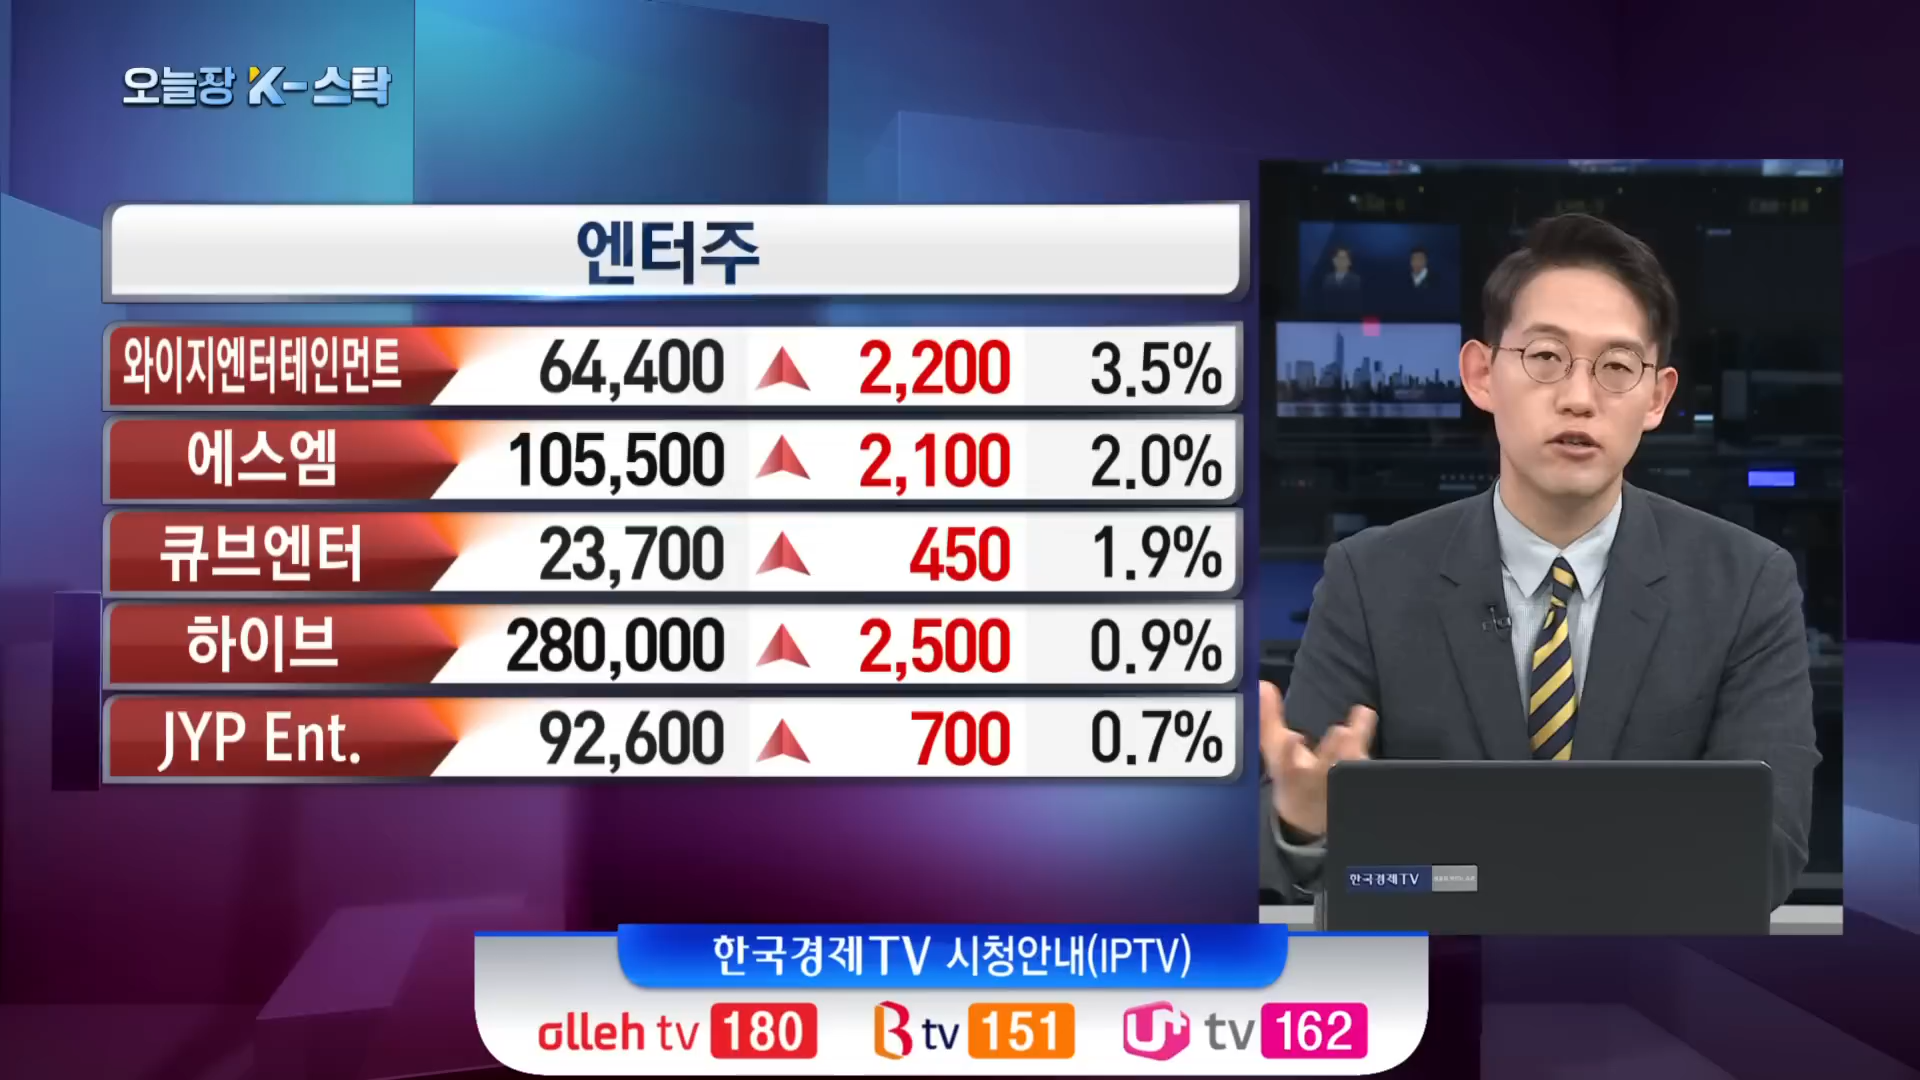 오늘장 K-스탁
엔터주
와이지엔터테인먼트 64,400 ▲ 2,200 3.5%
에스엠 105,500 ▲ 2,100 2.0%
큐브엔터 23,700 ▲ 450 1.9%
하이브 280,000 ▲ 2,500 0.9%
JYP Ent. 92,600 ▲ 700 0.7%
한국경제TV
한국경제TV 시청안내(IPTV)
olleh tv 180 B tv 151 U+ tv 162